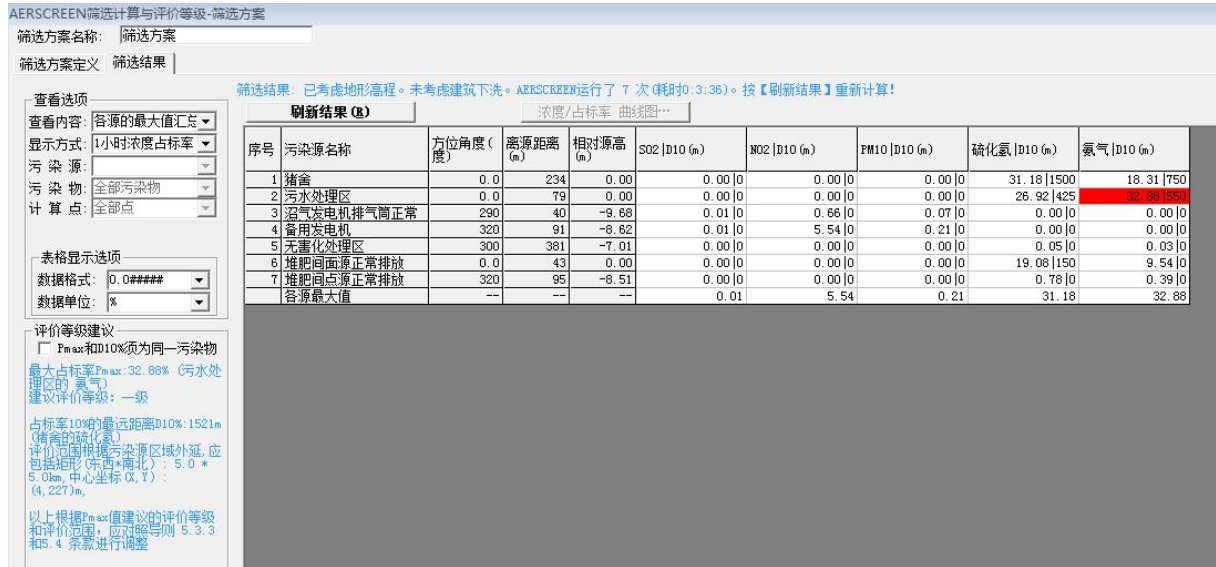 AERSCREEN筛选计算与评价等级-筛选方案
筛选方案名称: 筛选方案
筛选方案定义 筛选结果
筛选结果: 已考虑地形高程。未考虑建筑下洗。AERSCREEN运行了 7 次(耗时0:3:36)。按【刷新结果】重新计算!
刷新结果(R) 浓度/占标率 曲线图…
查看选项
查看内容: 各源的最大值汇总
显示方式: 1小时浓度占标率
污 染 源:
污 染 物: 全部污染物
计 算 点: 全部点
表格显示选项
数据格式: 0.0#####
数据单位: %
评价等级建议
Pmax和D10%须为同一污染物
最大占标率Pmax:32.88% (污水处
理区的 氨气)
建议评价等级: 一级
占标率10%的最远距离D10%:1521m
(猪舍的硫化氢)
评价范围根据污染源区域外延,应
包括矩形(东西*南北): 5.0 *
5.0km,中心坐标(X,Y):
(4,227)m,
以上根据Pmax值建议的评价等级
和评价范围,应对照导则 5.3.3
和5.4 条款进行调整
序号 污染源名称 方位角度(度) 离源距离(m) 相对源高(m) SO2|D10(m) NO2|D10(m) PM10|D10(m) 硫化氢|D10(m) 氨气|D10(m)
1 猪舍 0.0 234 0.00 0.00|0 0.00|0 0.00|0 31.18|1500 18.31|750
2 污水处理区 0.0 79 0.00 0.00|0 0.00|0 0.00|0 26.92|425 32.88|550
3 沼气发电机排气筒正常 290 40 -9.68 0.01|0 0.66|0 0.07|0 0.00|0 0.00|0
4 备用发电机 320 91 -8.62 0.01|0 5.54|0 0.21|0 0.00|0 0.00|0
5 无害化处理区 300 381 -7.01 0.00|0 0.00|0 0.00|0 0.05|0 0.03|0
6 堆肥间面源正常排放 0.0 43 0.00 0.00|0 0.00|0 0.00|0 19.08|150 9.54|0
7 堆肥间点源正常排放 320 95 -8.51 0.00|0 0.00|0 0.00|0 0.78|0 0.39|0
各源最大值 -- -- -- 0.01 5.54 0.21 31.18 32.88